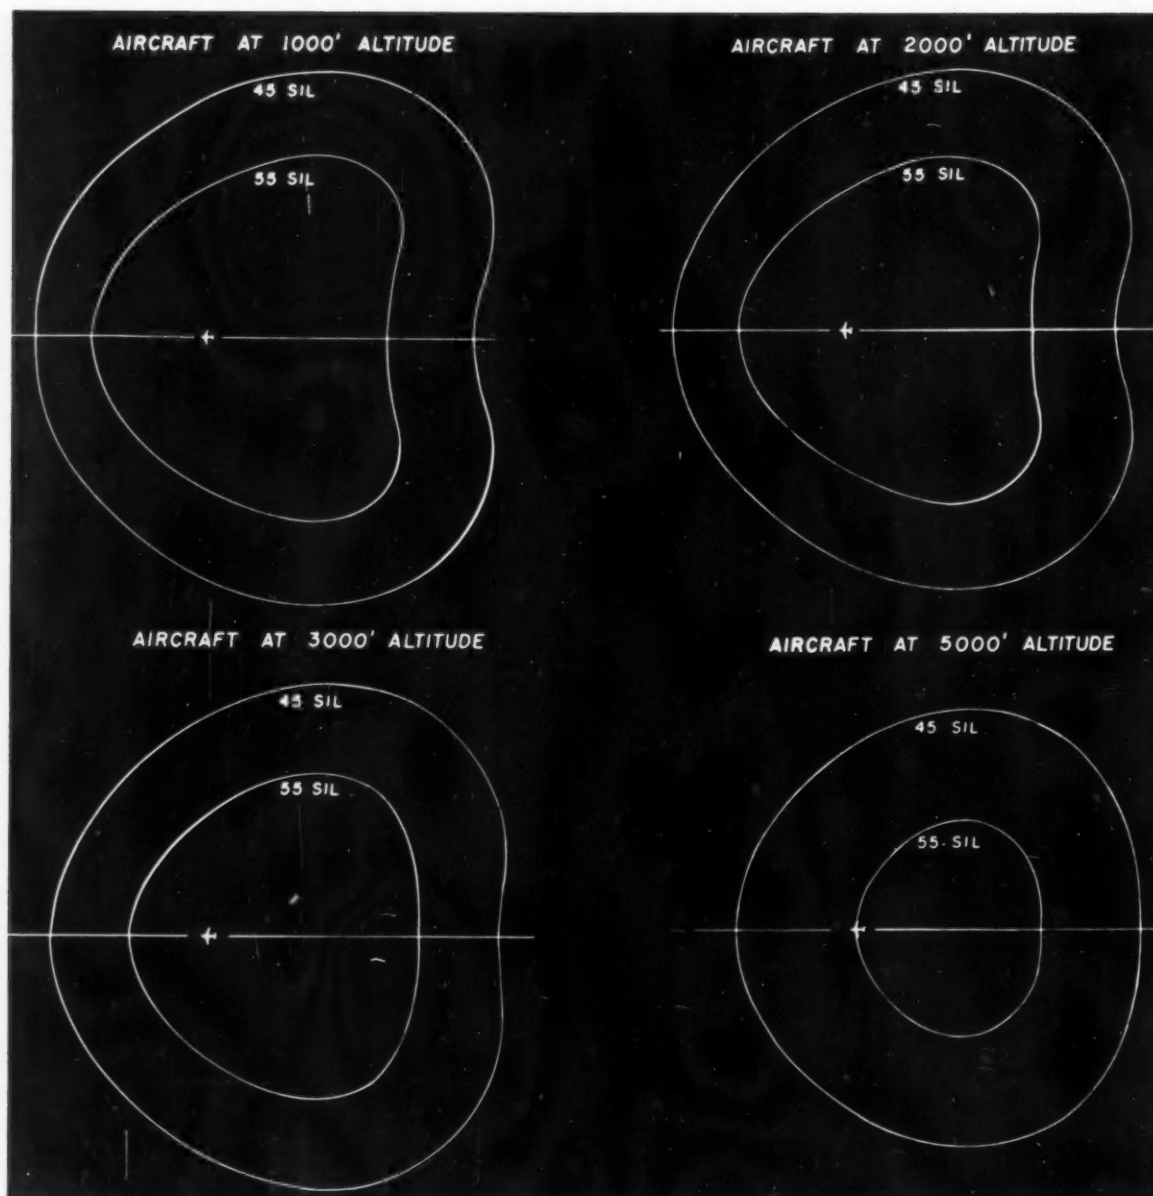 AIRCRAFT AT 1000' ALTITUDE
45 SIL
55 SIL
AIRCRAFT AT 2000' ALTITUDE
45 SIL
55 SIL
AIRCRAFT AT 3000' ALTITUDE
45 SIL
55 SIL
AIRCRAFT AT 5000' ALTITUDE
45 SIL
55 SIL